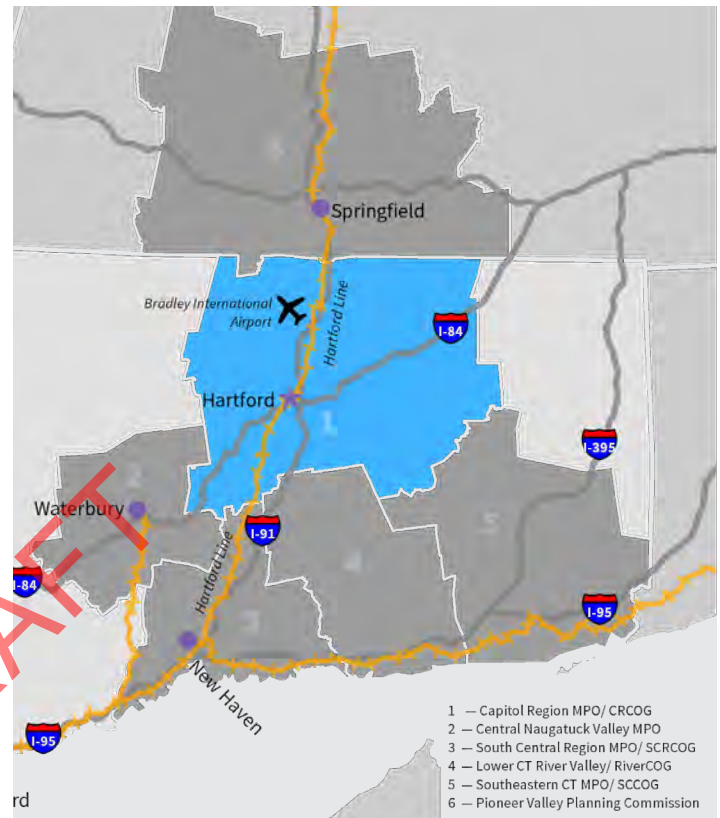 Springfield
Bradley International
Airport
Hartford Line
I-84
Hartford
1
I-395
2
Waterbury
I-91
5
Hartford Line
4
I-84
I-95
3
DRAFT
New Haven
I-95
1 — Capitol Region MPO/ CRCOG
2 — Central Naugatuck Valley MPO
3 — South Central Region MPO/ SCRCOG
4 — Lower CT River Valley/ RiverCOG
5 — Southeastern CT MPO/ SCCOG
6 — Pioneer Valley Planning Commission
rd